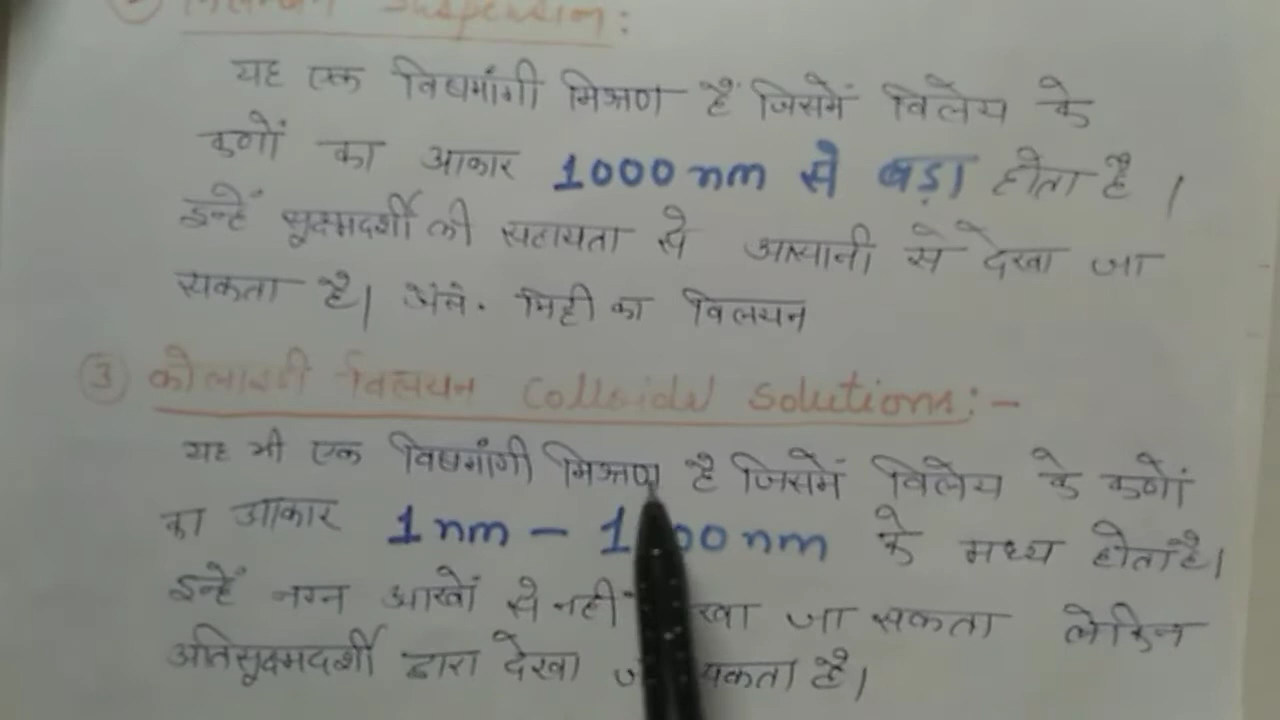 Suspension:
यह एक विषमांगी मिश्रण है जिसमें विलेय के
कणों का आकार 1000 nm से बड़ा होता है ।
इन्हें सूक्ष्मदर्शी की सहायता से आसानी से देखा जा
सकता है। जैसे. मिट्टी का विलयन
③ कोलाइडी विलयन Colloidal Solutions:-
यह भी एक विषमांगी मिश्रण है जिसमें विलेय के कणों
का आकार 1 nm - nm के मध्य होता है।
इन्हें नग्न आखों से नहीं जा सकता लेकिन
अतिसूक्ष्मदर्शी द्वारा देखा है।